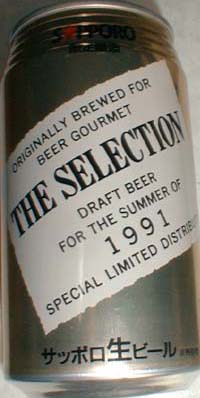 SAPPORO
ORIGINALLY BREWED FOR
BEER GOURMET
THE SELECTION
DRAFT BEER
FOR THE SUMMER OF
1991
SPECIAL LIMITED DISTRIBU
サッポロ生ビール